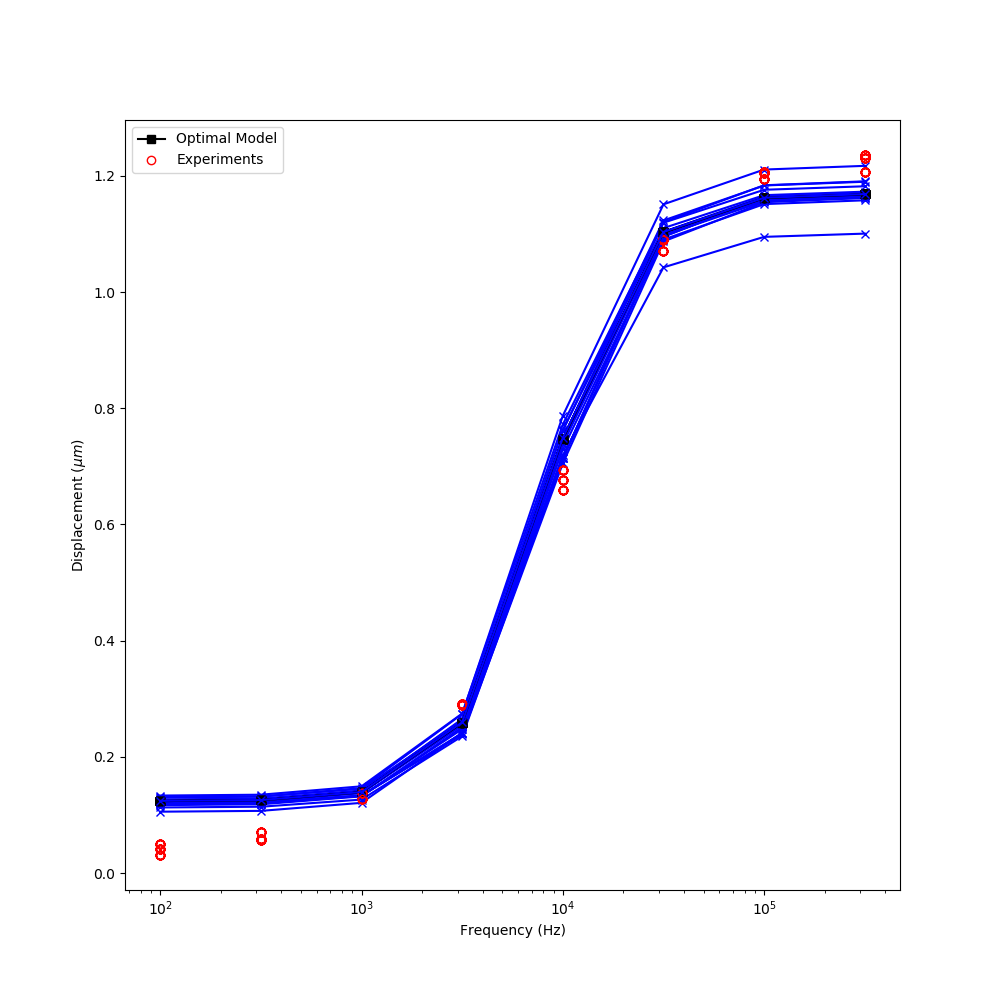 Optimal Model
Experiments
1.2
1.0
0.8
0.6
0.4
0.2
0.0
Displacement (μm)
10² 10³ 10⁴ 10⁵
Frequency (Hz)